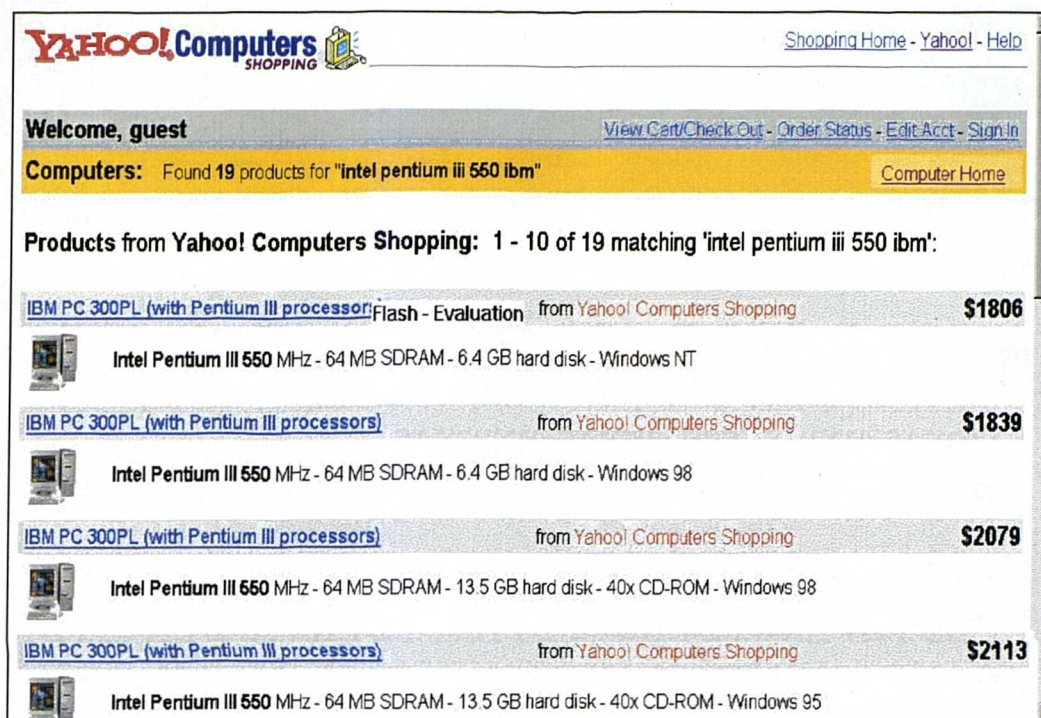 YAHOO! Computers
SHOPPING
Shopping Home - Yahoo! - Help
Welcome, guest
View Cart/Check Out - Order Status - Edit Acct - Sign In
Computers: Found 19 products for "intel pentium iii 550 ibm"
Computer Home
Products from Yahoo! Computers Shopping: 1 - 10 of 19 matching 'intel pentium iii 550 ibm':
IBM PC 300PL (with Pentium III processor Flash - Evaluation from Yahoo! Computers Shopping $1806
Intel Pentium III 550 MHz - 64 MB SDRAM - 6.4 GB hard disk - Windows NT
IBM PC 300PL (with Pentium III processors) from Yahoo! Computers Shopping $1839
Intel Pentium III 550 MHz - 64 MB SDRAM - 6.4 GB hard disk - Windows 98
IBM PC 300PL (with Pentium III processors) from Yahoo! Computers Shopping $2079
Intel Pentium III 550 MHz - 64 MB SDRAM - 13.5 GB hard disk - 40x CD-ROM - Windows 98
IBM PC 300PL (with Pentium III processors) from Yahoo! Computers Shopping $2113
Intel Pentium III 550 MHz - 64 MB SDRAM - 13.5 GB hard disk - 40x CD-ROM - Windows 95